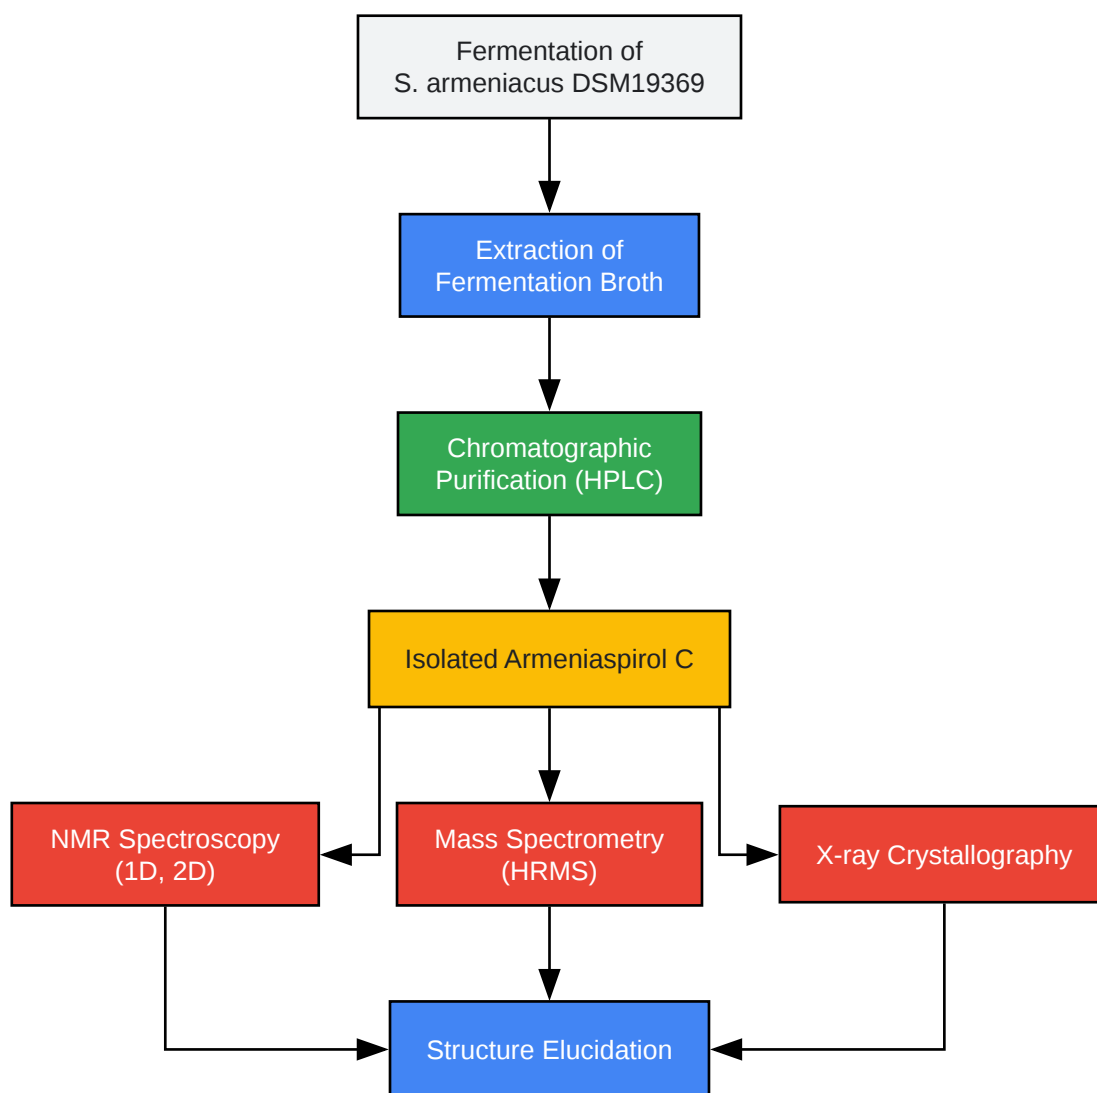 Fermentation of
S. armeniacus DSM19369
Extraction of
Fermentation Broth
Chromatographic
Purification (HPLC)
Isolated Armeniaspirol C
NMR Spectroscopy
(1D, 2D)
Mass Spectrometry
(HRMS)
X-ray Crystallography
Structure Elucidation